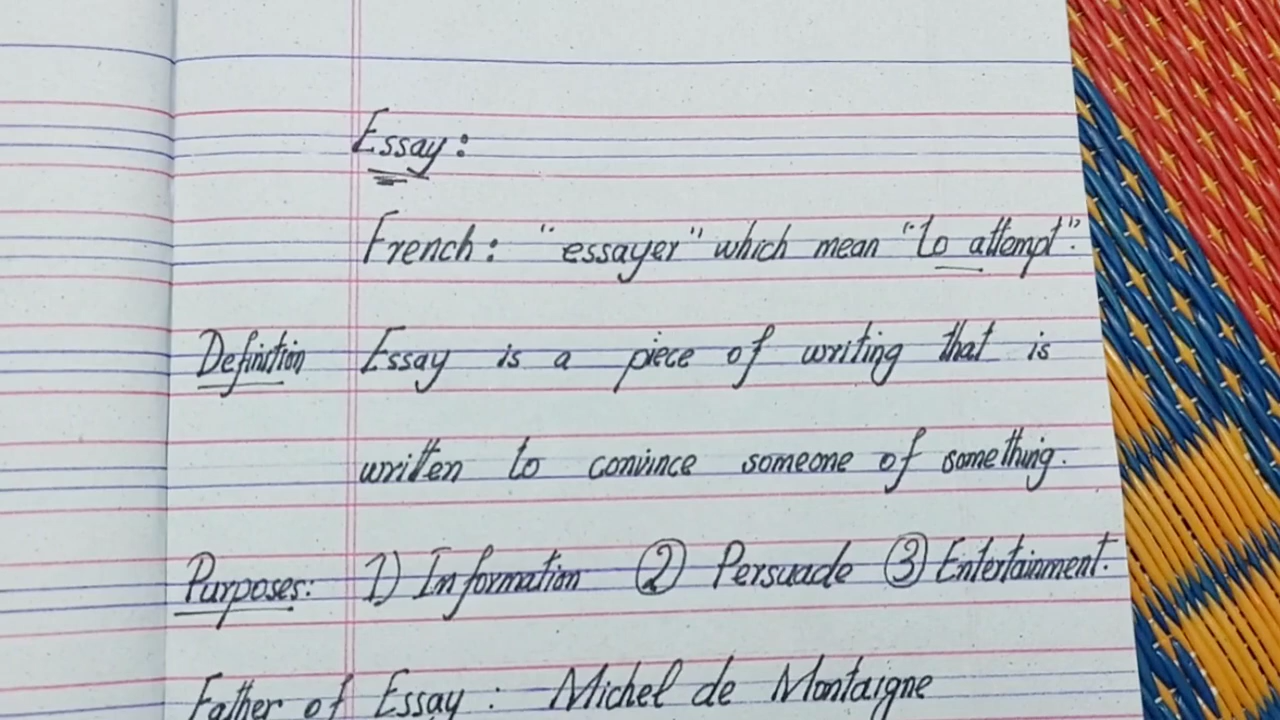 Essay:
French: "essayer" which mean "to attempt".
Definition Essay is a piece of writing that is
written to convince someone of something.
Purposes: 1) Information ② Persuade ③ Entertainment.
Father of Essay : Michel de Montaigne